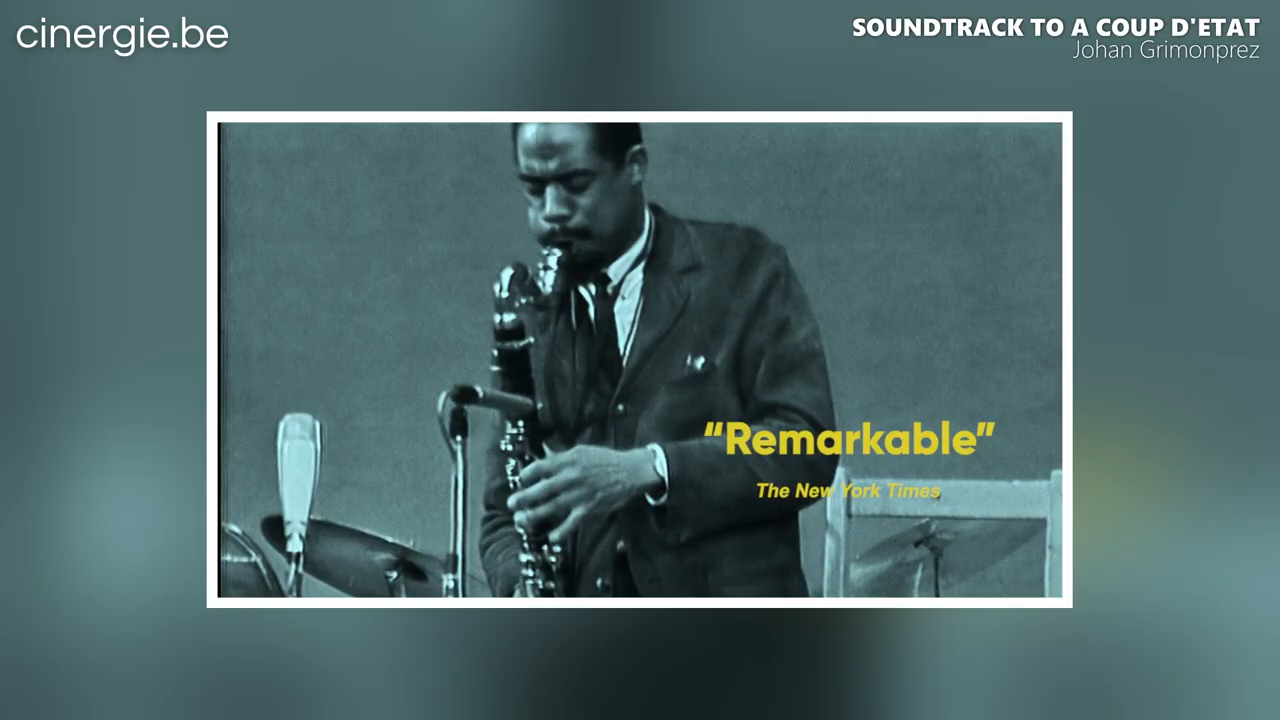 cinergie.be
SOUNDTRACK TO A COUP D'ETAT
Johan Grimonprez
“Remarkable”
The New York Times